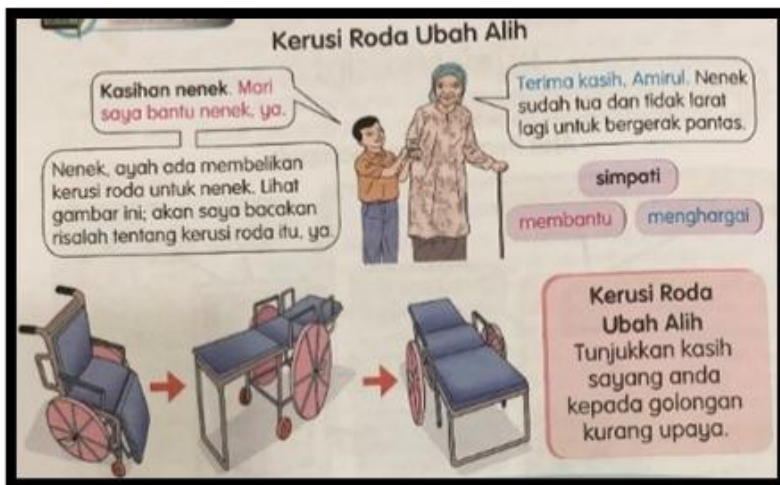 Kerusi Roda Ubah Alih
Kasihan nenek. Mari
saya bantu nenek, ya.
Nenek, ayah ada membelikan
kerusi roda untuk nenek. Lihat
gambar ini; akan saya bacakan
risalah tentang kerusi roda itu, ya.
Terima kasih, Amirul. Nenek
sudah tua dan tidak larat
lagi untuk bergerak pantas.
simpati
membantu
menghargai
Kerusi Roda
Ubah Alih
Tunjukkan kasih
sayang anda
kepada golongan
kurang upaya.